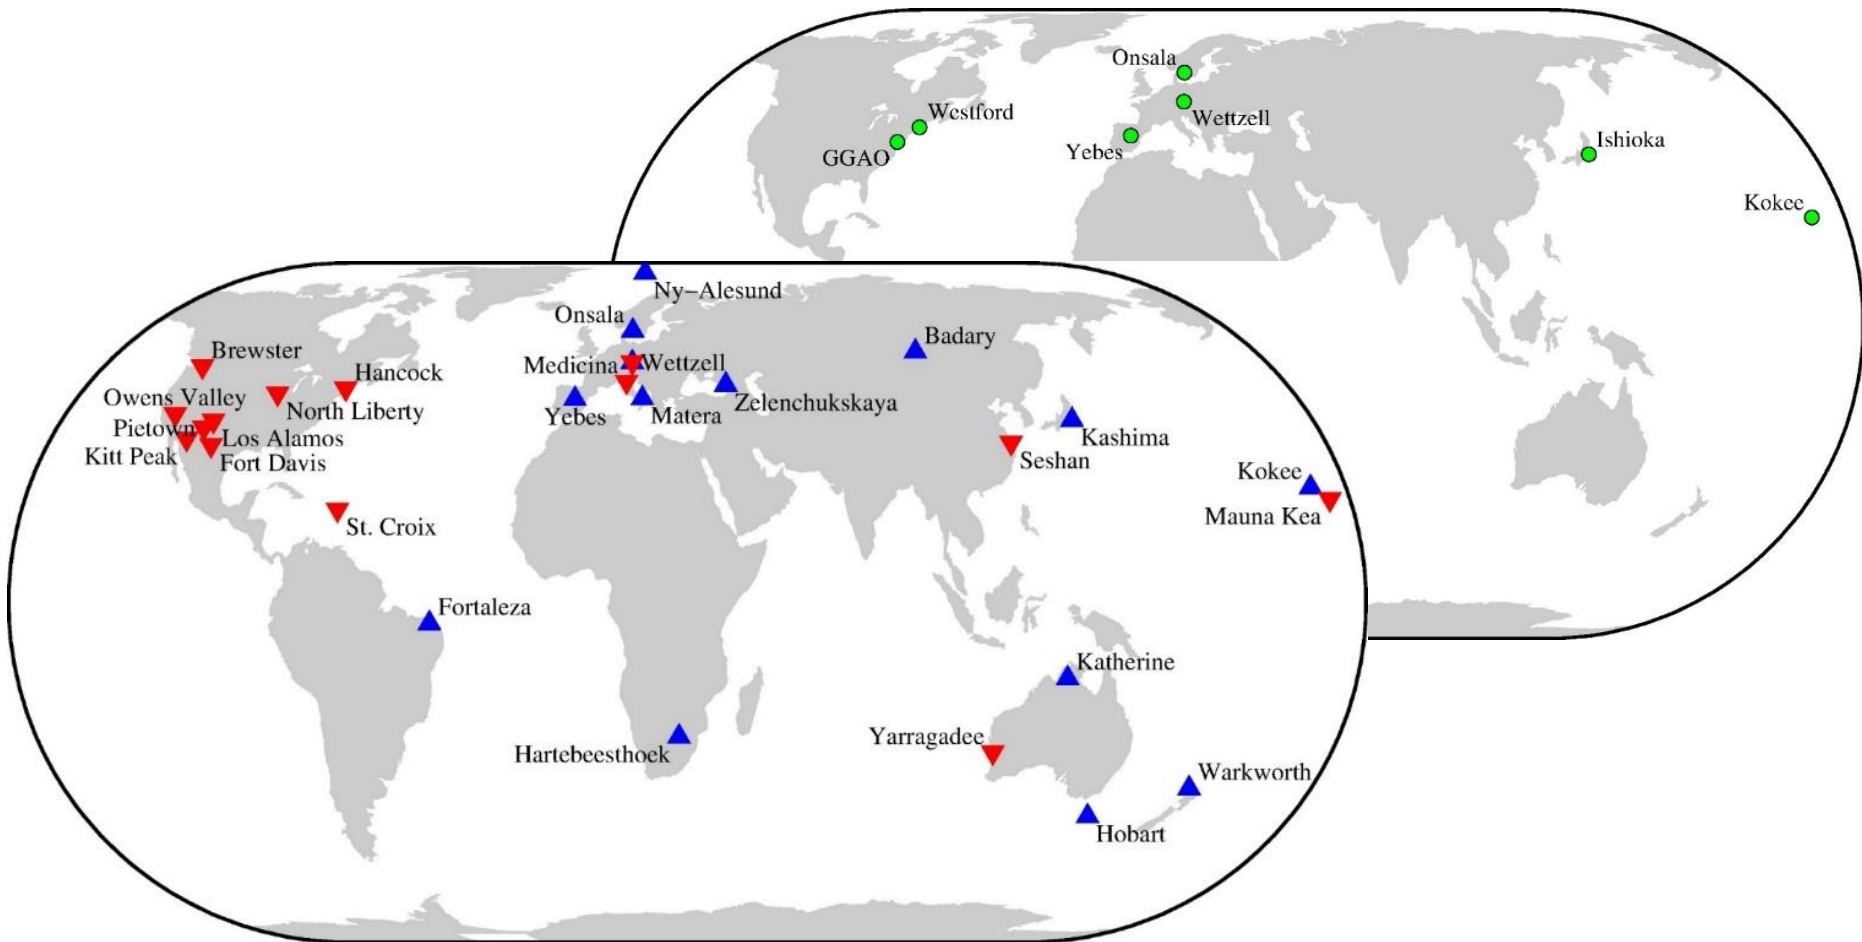 Onsala
Westford
Wettzell
GGAO
Yebes
Ishioka
Kokee
Ny-Alesund
Onsala
Badary
Brewster
Medicina
Wettzell
Hancock
Owens Valley
North Liberty
Zelenchukskaya
Yebes
Matera
Pietown
Los Alamos
Kashima
Kitt Peak
Fort Davis
Seshan
Kokee
Mauna Kea
St. Croix
Fortaleza
Katherine
Yarragadee
Hartebeesthoek
Warkworth
Hobart